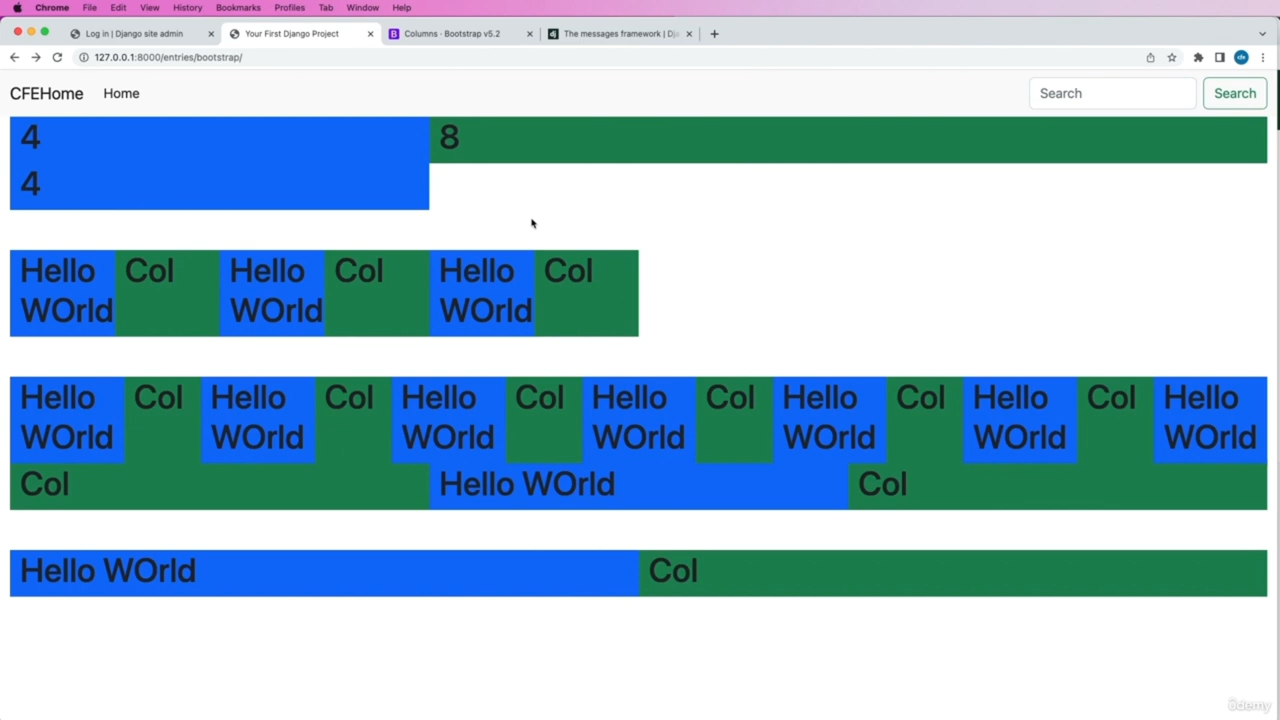 Chrome File Edit View History Bookmarks Profiles Tab Window Help
Log in | Django site admin Your First Django Project Columns · Bootstrap v5.2 The messages framework | Dja
127.0.0.1:8000/entries/bootstrap/
CFEHome Home Search Search
4 8
4
Hello Col Hello Col Hello Col
WOrld WOrld WOrld
Hello Col Hello Col Hello Col Hello Col Hello Col Hello Col Hello
WOrld WOrld WOrld WOrld WOrld WOrld WOrld
Col Hello WOrld Col
Hello WOrld Col
ûdemy